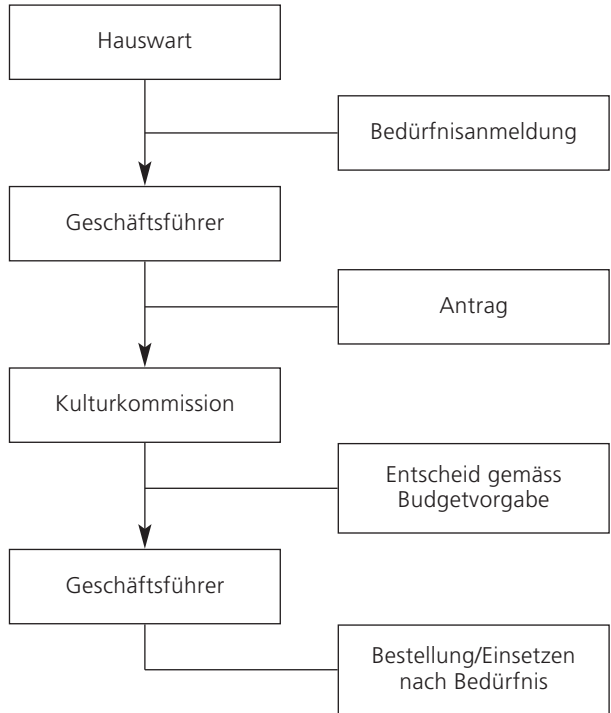 Hauswart
Bedürfnisanmeldung
Geschäftsführer
Antrag
Kulturkommission
Entscheid gemäss
Budgetvorgabe
Geschäftsführer
Bestellung/Einsetzen
nach Bedürfnis